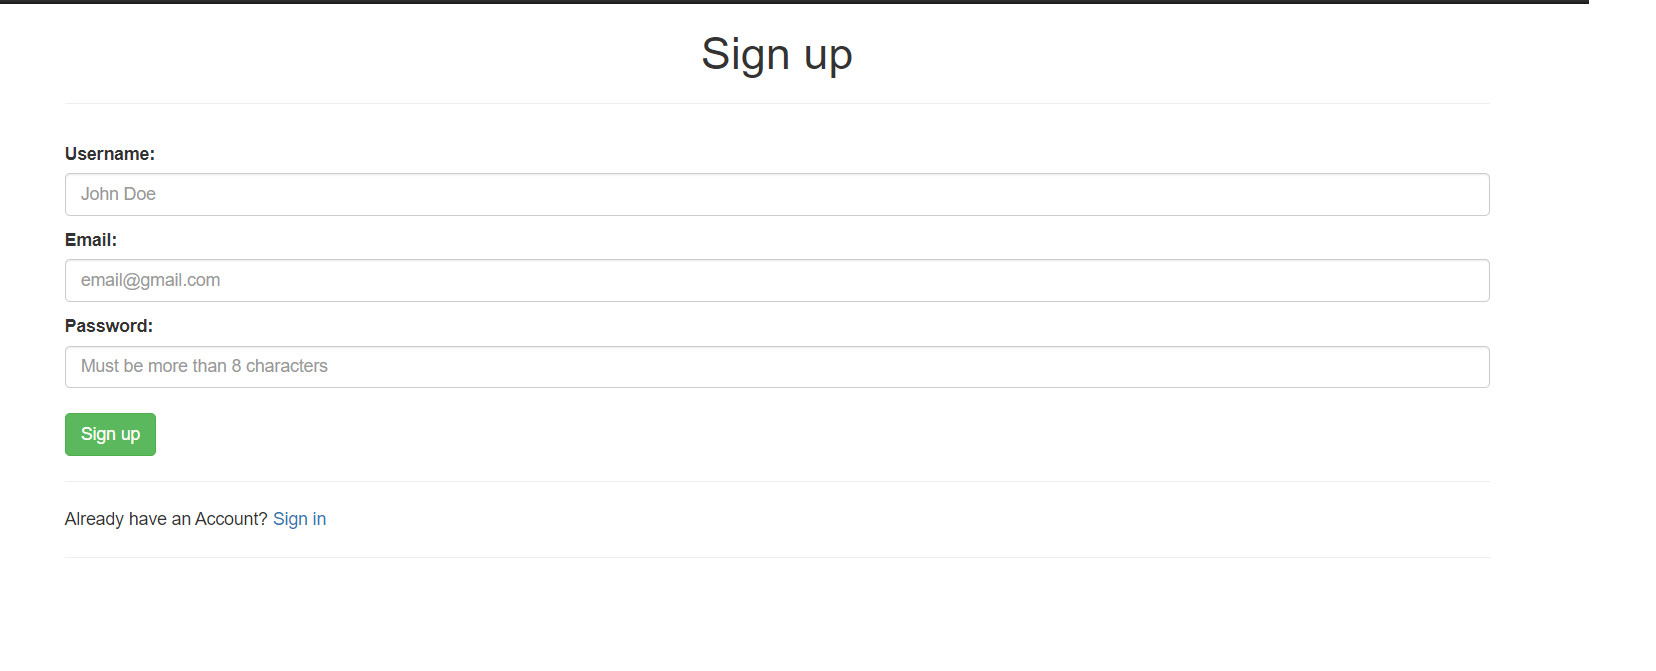 Sign up
Username:
John Doe
Email:
email@gmail.com
Password:
Must be more than 8 characters
Sign up
Already have an Account? Sign in